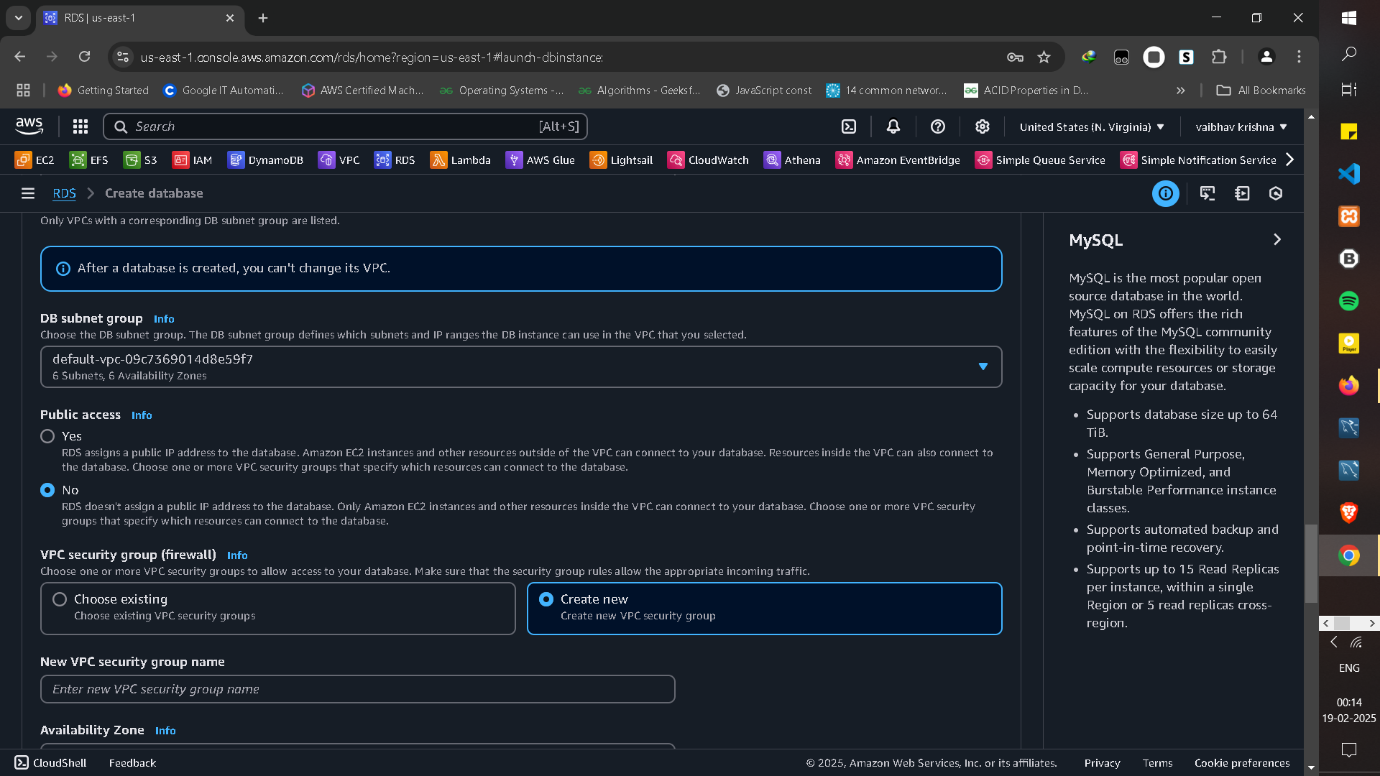 RDS | us-east-1
us-east-1.console.aws.amazon.com/rds/home?region=us-east-1#launch-dbinstance:
Getting Started
Google IT Automati...
AWS Certified Mach...
Operating Systems -...
Algorithms - Geeksf...
JavaScript const
14 common networ...
ACID Properties in D...
»
All Bookmarks
aws
Search
[Alt+S]
United States (N. Virginia)
vaibhav krishna
EC2
EFS
S3
IAM
DynamoDB
VPC
RDS
Lambda
AWS Glue
Lightsail
CloudWatch
Athena
Amazon EventBridge
Simple Queue Service
Simple Notification Service
RDS
Create database
Only VPCs with a corresponding DB subnet group are listed.
After a database is created, you can't change its VPC.
DB subnet group Info
Choose the DB subnet group. The DB subnet group defines which subnets and IP ranges the DB instance can use in the VPC that you selected.
default-vpc-09c7369014d8e59f7
6 Subnets, 6 Availability Zones
Public access Info
Yes
RDS assigns a public IP address to the database. Amazon EC2 instances and other resources outside of the VPC can connect to your database. Resources inside the VPC can also connect to
the database. Choose one or more VPC security groups that specify which resources can connect to the database.
No
RDS doesn't assign a public IP address to the database. Only Amazon EC2 instances and other resources inside the VPC can connect to your database. Choose one or more VPC security
groups that specify which resources can connect to the database.
VPC security group (firewall) Info
Choose one or more VPC security groups to allow access to your database. Make sure that the security group rules allow the appropriate incoming traffic.
Choose existing
Choose existing VPC security groups
Create new
Create new VPC security group
New VPC security group name
Enter new VPC security group name
Availability Zone Info
MySQL
MySQL is the most popular open
source database in the world.
MySQL on RDS offers the rich
features of the MySQL community
edition with the flexibility to easily
scale compute resources or storage
capacity for your database.
• Supports database size up to 64
TiB.
• Supports General Purpose,
Memory Optimized, and
Burstable Performance instance
classes.
• Supports automated backup and
point-in-time recovery.
• Supports up to 15 Read Replicas
per instance, within a single
Region or 5 read replicas cross-
region.
CloudShell
Feedback
© 2025, Amazon Web Services, Inc. or its affiliates.
Privacy
Terms
Cookie preferences
ENG
00:14
19-02-2025